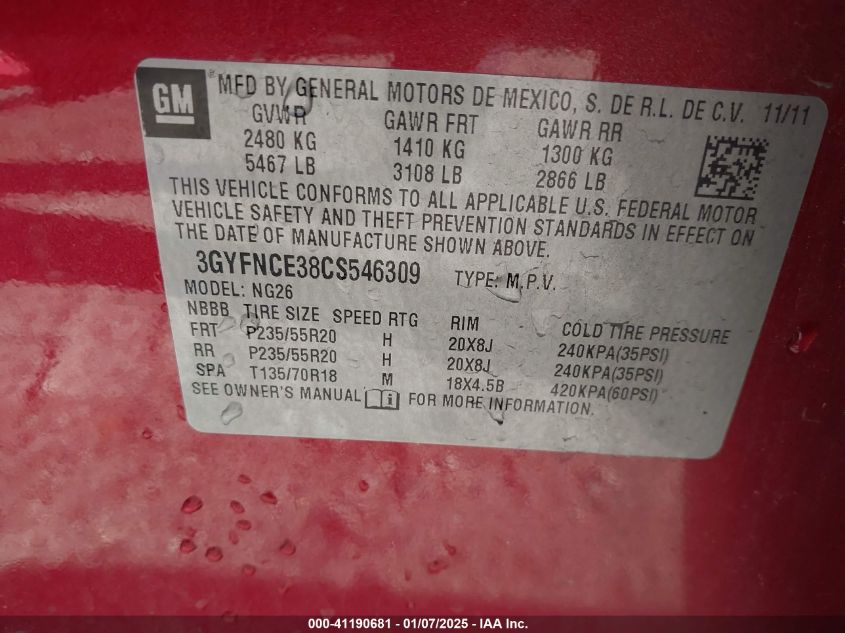 GM
® MFD BY GENERAL MOTORS DE MEXICO, S. DE R.L. DE C.V. 11/11
GVWR GAWR FRT GAWR RR
2480 KG 1410 KG 1300 KG
5467 LB 3108 LB 2866 LB
THIS VEHICLE CONFORMS TO ALL APPLICABLE U.S. FEDERAL MOTOR
VEHICLE SAFETY AND THEFT PREVENTION STANDARDS IN EFFECT ON
THE DATE OF MANUFACTURE SHOWN ABOVE.
3GYFNCE38CS546309 TYPE: M.P.V.
MODEL: NG26
NBBB TIRE SIZE SPEED RTG RIM COLD TIRE PRESSURE
FRT P235/55R20 H 20X8J 240KPA(35PSI)
RR P235/55R20 H 20X8J 240KPA(35PSI)
SPA T135/70R18 M 18X4.5B 420KPA(60PSI)
SEE OWNER'S MANUAL FOR MORE INFORMATION.
000-41190681 - 01/07/2025 - IAA Inc.